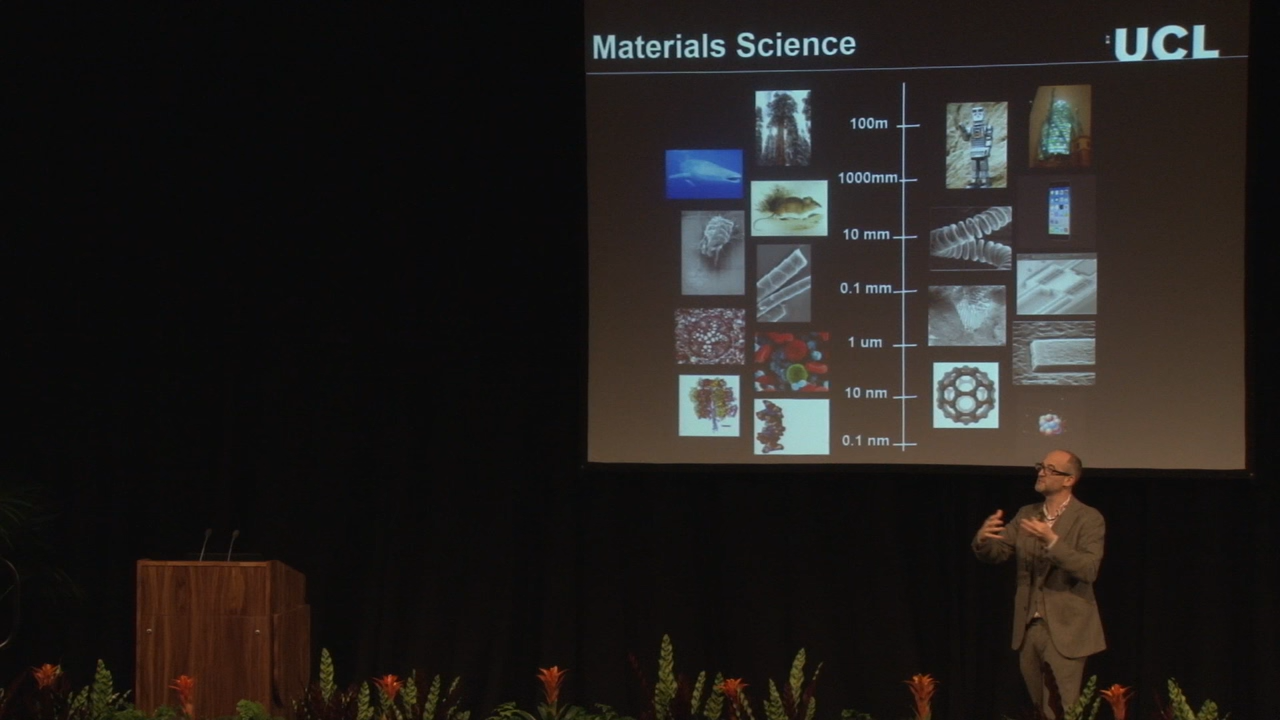 Materials Science
UCL
100m
1000mm
10 mm
0.1 mm
1 um
10 nm
0.1 nm